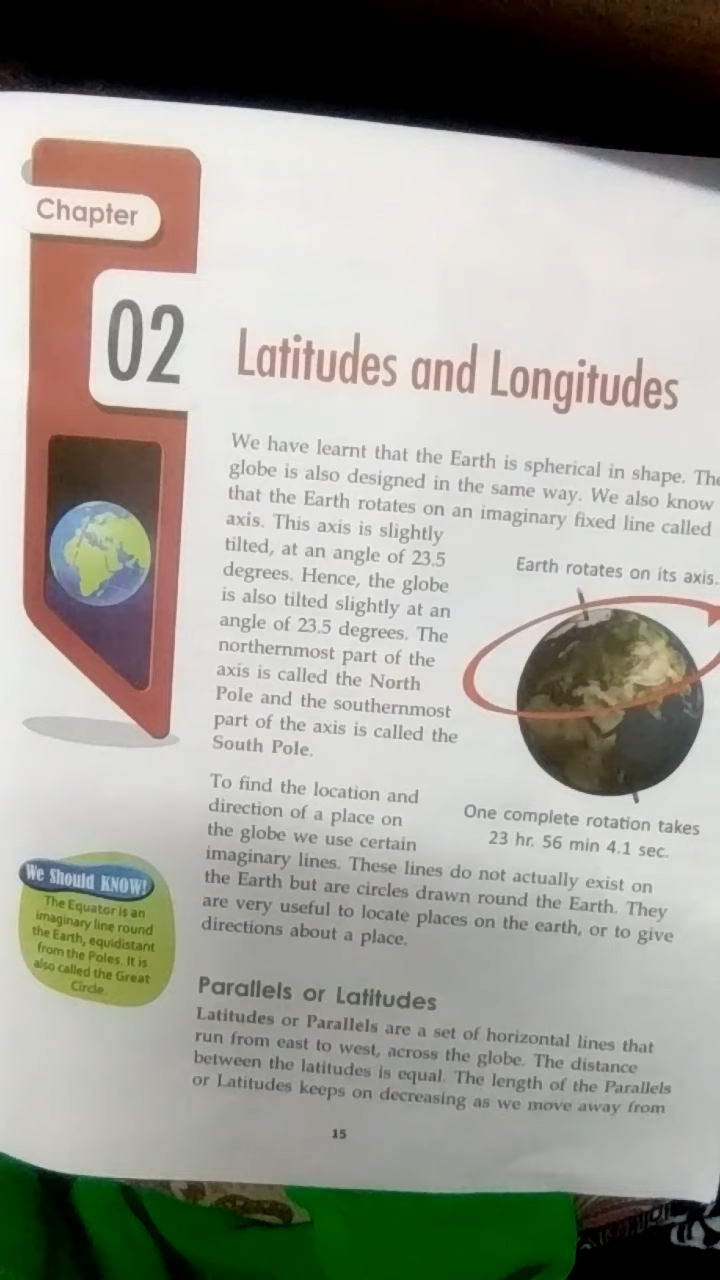 Chapter
02
Latitudes and Longitudes
We have learnt that the Earth is spherical in shape. The
globe is also designed in the same way. We also know
that the Earth rotates on an imaginary fixed line called
axis. This axis is slightly
tilted, at an angle of 23.5
degrees. Hence, the globe
is also tilted slightly at an
angle of 23.5 degrees. The
northernmost part of the
axis is called the North
Pole and the southernmost
part of the axis is called the
South Pole.
Earth rotates on its axis.
One complete rotation takes
23 hr. 56 min 4.1 sec.
To find the location and
direction of a place on
the globe we use certain
imaginary lines. These lines do not actually exist on
the Earth but are circles drawn round the Earth. They
are very useful to locate places on the earth, or to give
directions about a place.
We Should KNOW!
The Equator is an
imaginary line round
the Earth, equidistant
from the Poles. It is
also called the Great
Circle.
Parallels or Latitudes
Latitudes or Parallels are a set of horizontal lines that
run from east to west, across the globe. The distance
between the latitudes is equal. The length of the Parallels
or Latitudes keeps on decreasing as we move away from
15